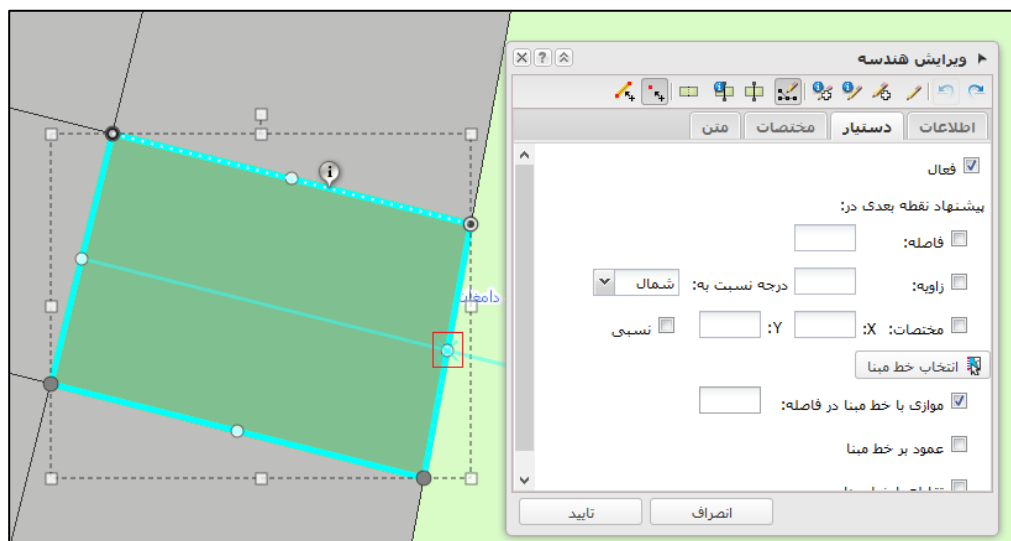 ویرایش هندسه
اطلاعات دستیار مختصات متن
فعال
پیشنهاد نقطه بعدی در:
فاصله:
زاویه: درجه نسبت به: شمال
مختصات: X: Y: نسبی
انتخاب خط مبنا
موازی با خط مبنا در فاصله:
عمود بر خط مبنا
انصراف تایید